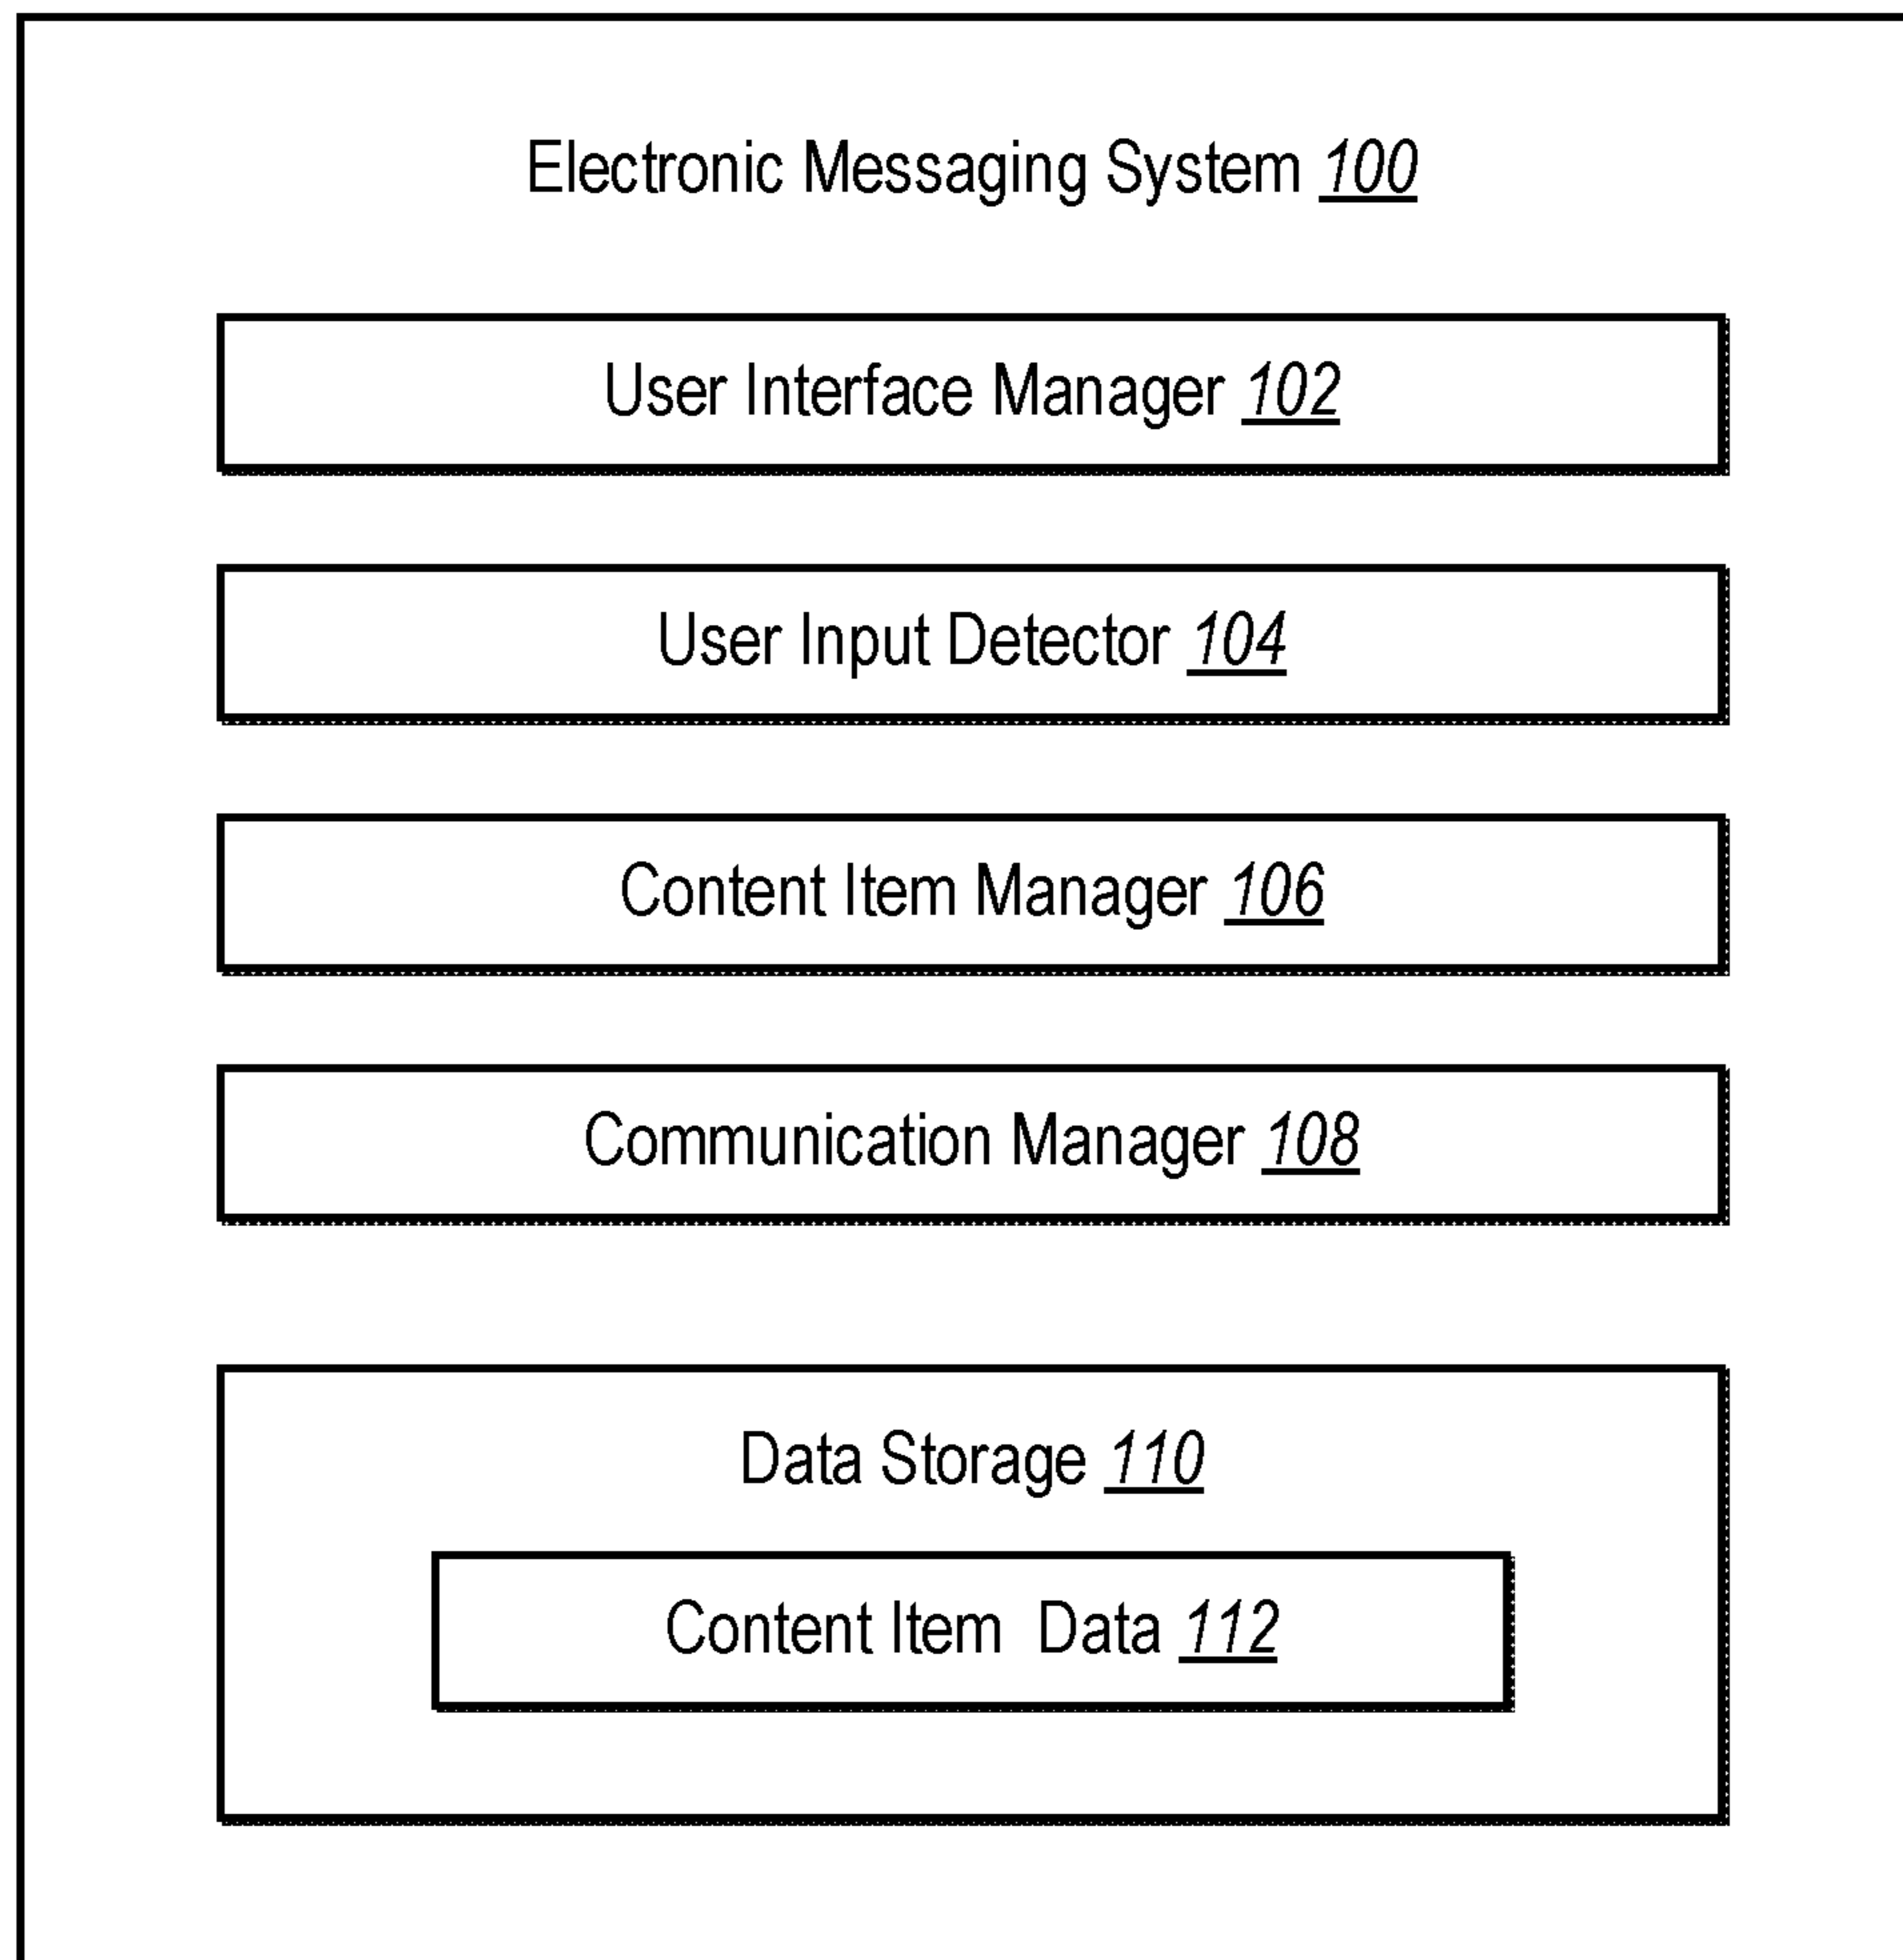 Electronic Messaging System 100
User Interface Manager 102
User Input Detector 104
Content Item Manager 106
Communication Manager 108
Data Storage 110
Content Item Data 112